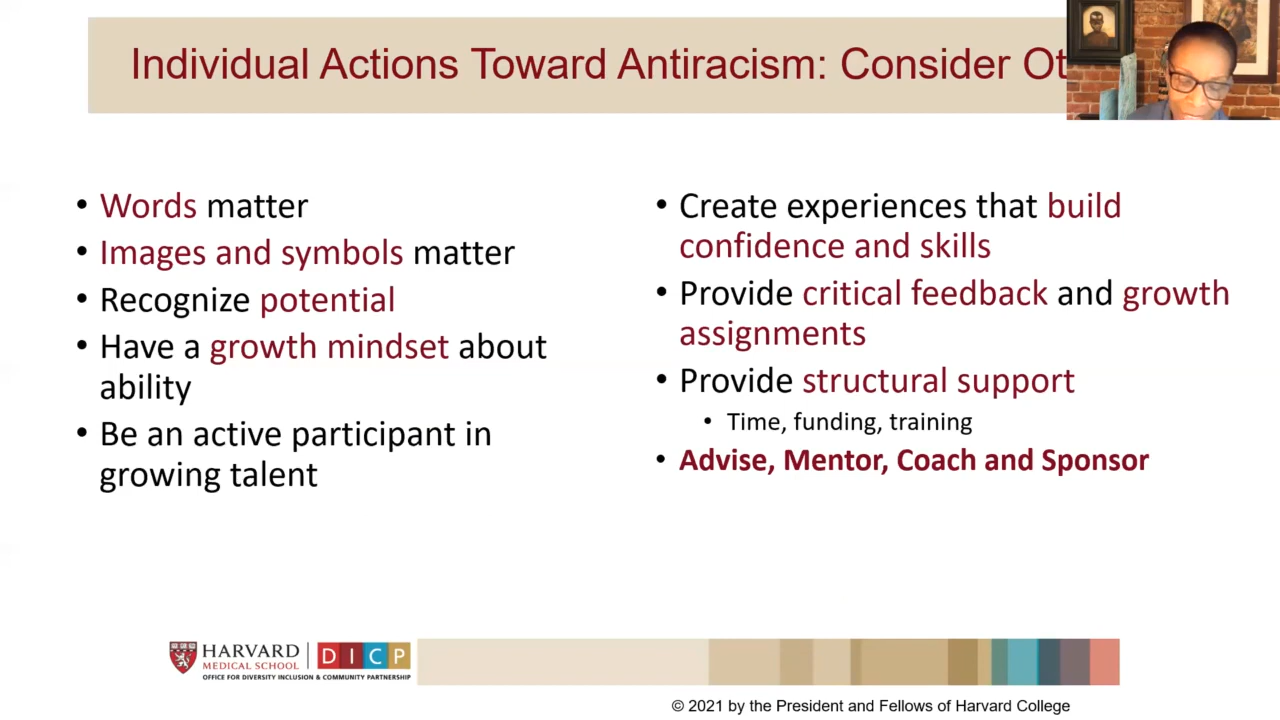 Individual Actions Toward Antiracism: Consider Ot
• Words matter
• Images and symbols matter
• Recognize potential
• Have a growth mindset about
ability
• Be an active participant in
growing talent
• Create experiences that build
confidence and skills
• Provide critical feedback and growth
assignments
• Provide structural support
• Time, funding, training
• Advise, Mentor, Coach and Sponsor
HARVARD
MEDICAL SCHOOL
D I C P
OFFICE FOR DIVERSITY INCLUSION & COMMUNITY PARTNERSHIP
© 2021 by the President and Fellows of Harvard College